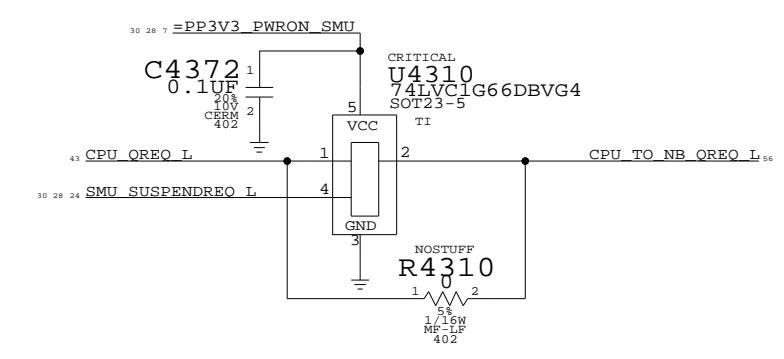 30 28 7 =PP3V3_PWRON_SMU
CRITICAL
U4310
74LVC1G66DBVG4
SOT23-5
TI
C4372
0.1UF
20%
10V
CERM
402
1
2
5
VCC
43 CPU_QREQ_L
1
2
CPU_TO_NB_QREQ_L 56
30 28 24 SMU_SUSPENDREQ_L
4
GND
3
NOSTUFF
R4310
0
1
2
5%
1/16W
MF-LF
402